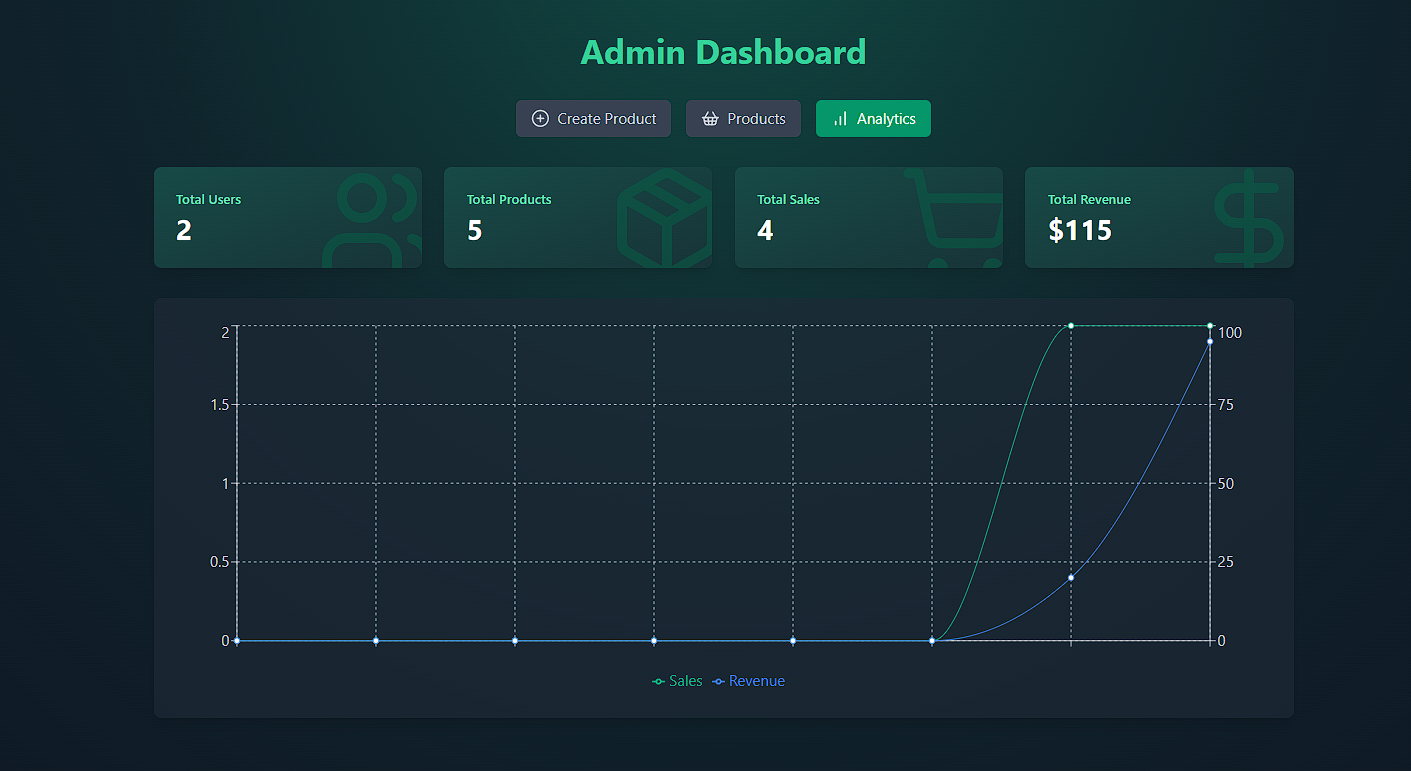 Admin Dashboard
Create Product
Products
Analytics
Total Users
2
Total Products
5
Total Sales
4
Total Revenue
$115
2
1.5
1
0.5
0
100
75
50
25
0
Sales
Revenue